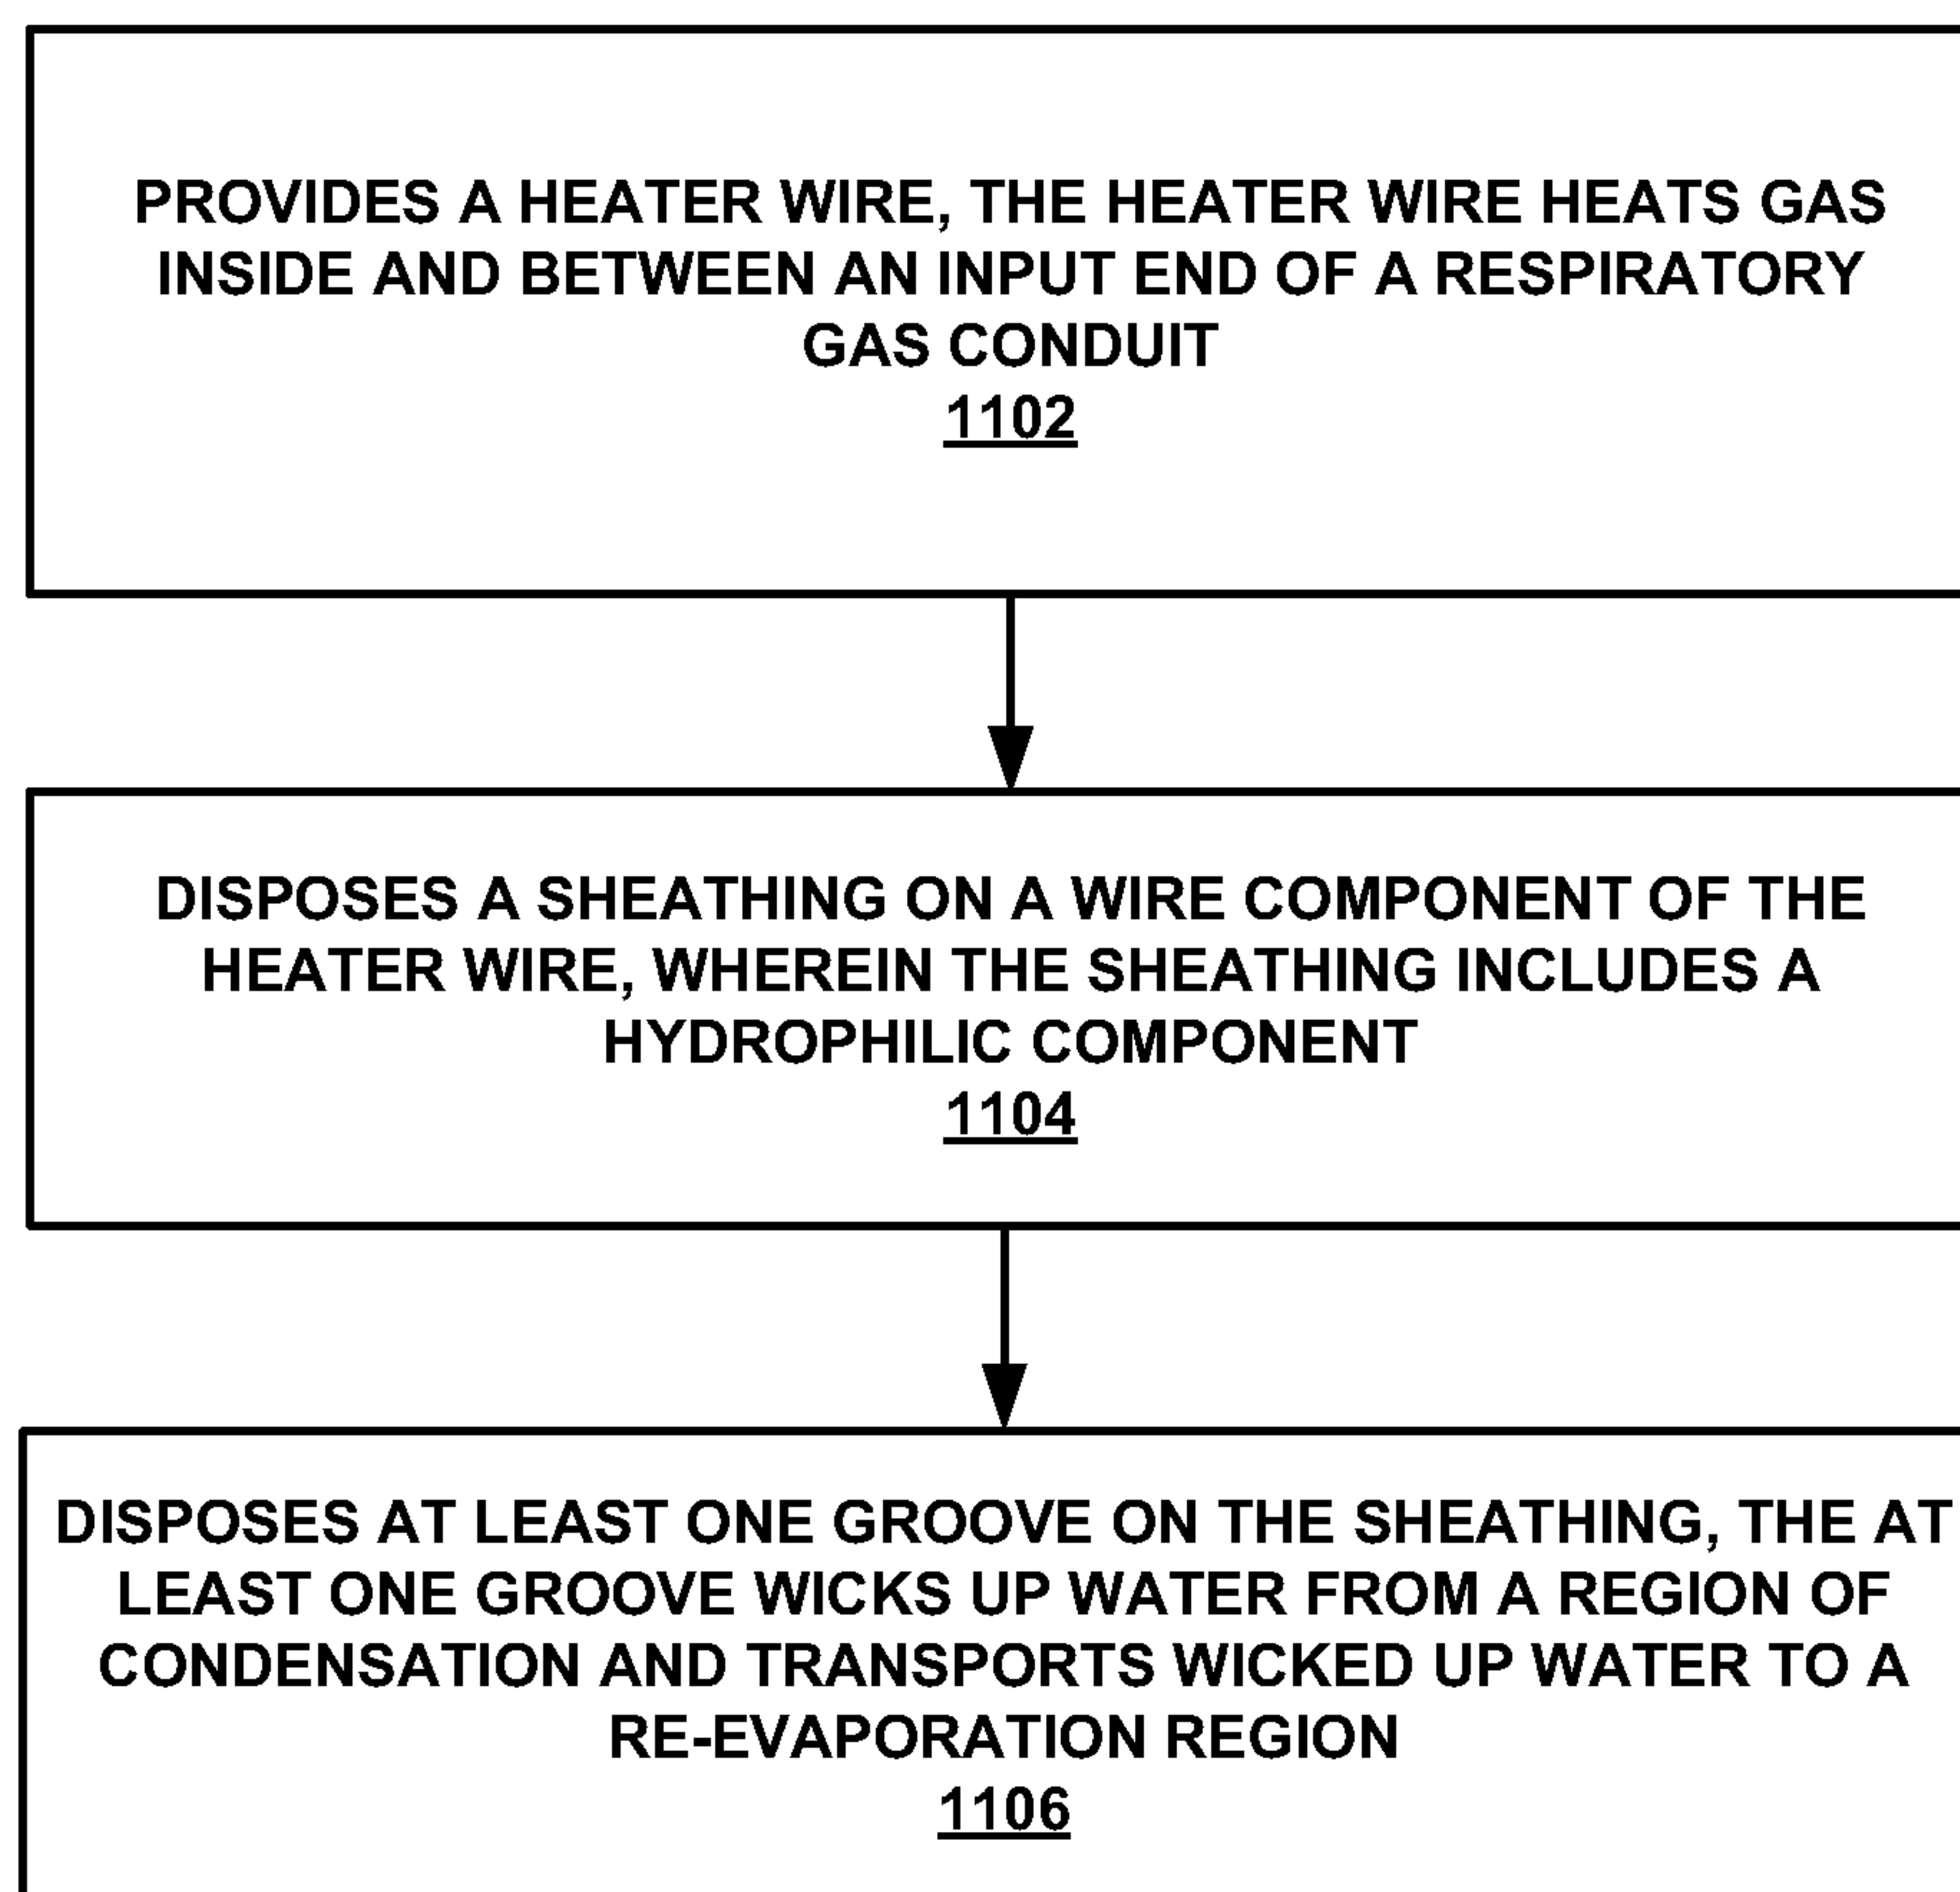 PROVIDES A HEATER WIRE, THE HEATER WIRE HEATS GAS
INSIDE AND BETWEEN AN INPUT END OF A RESPIRATORY
GAS CONDUIT
1102
DISPOSES A SHEATHING ON A WIRE COMPONENT OF THE
HEATER WIRE, WHEREIN THE SHEATHING INCLUDES A
HYDROPHILIC COMPONENT
1104
DISPOSES AT LEAST ONE GROOVE ON THE SHEATHING, THE AT
LEAST ONE GROOVE WICKS UP WATER FROM A REGION OF
CONDENSATION AND TRANSPORTS WICKED UP WATER TO A
RE-EVAPORATION REGION
1106